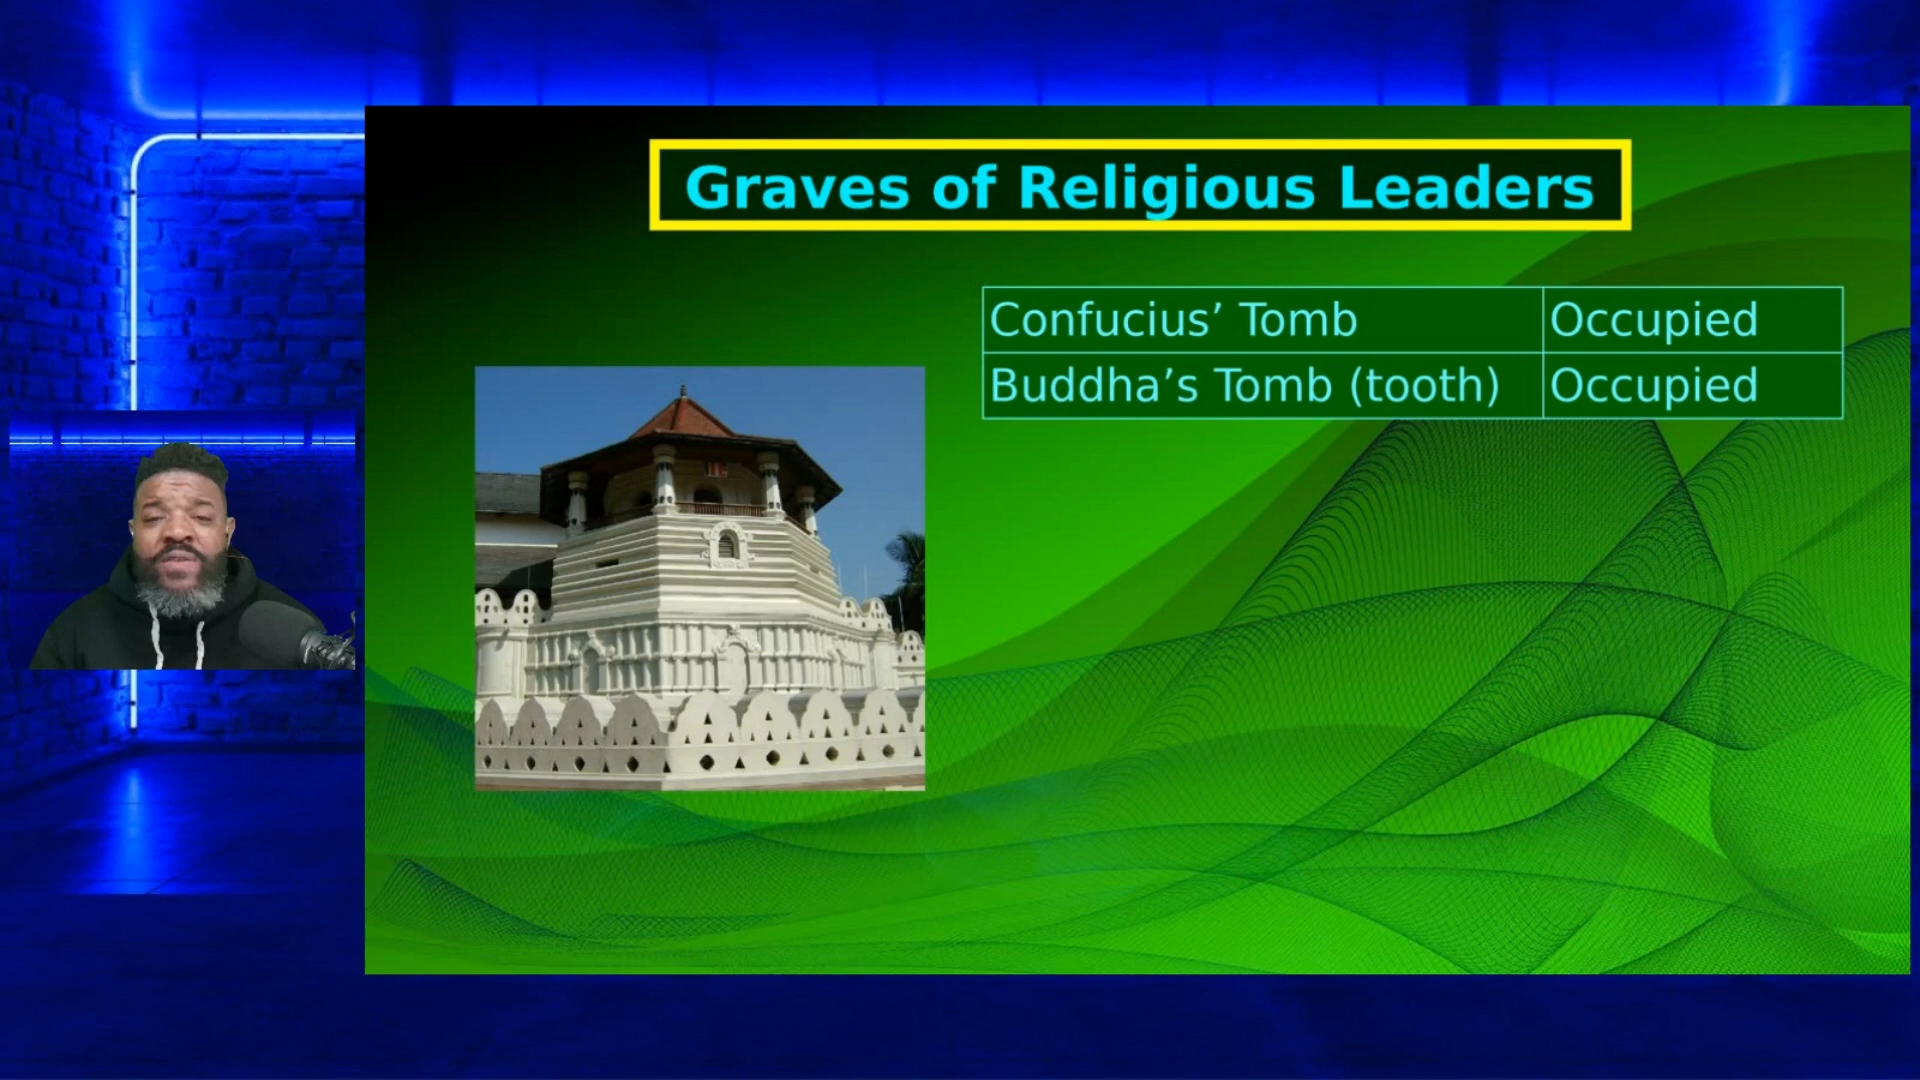 Graves of Religious Leaders
Confucius’ Tomb Occupied
Buddha’s Tomb (tooth) Occupied